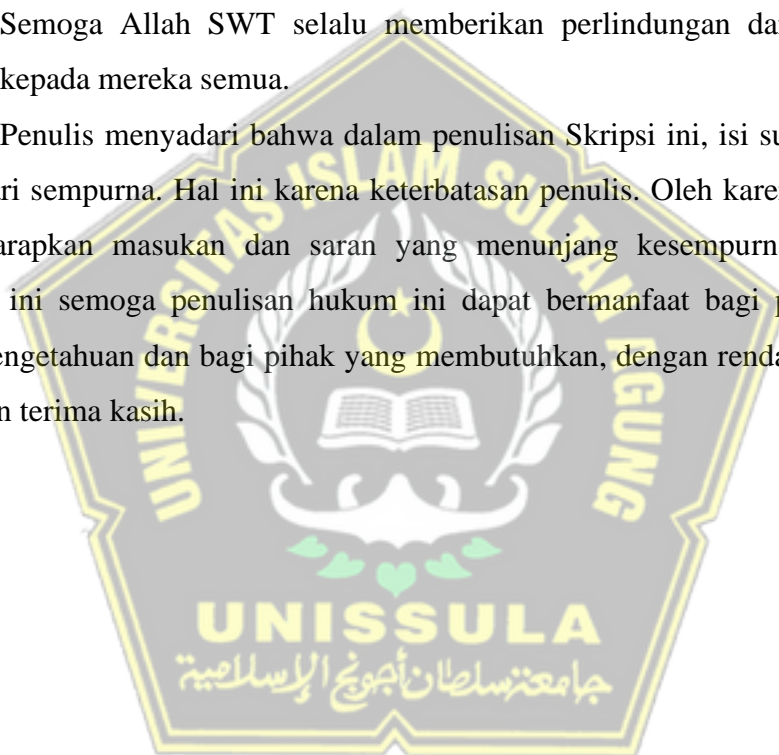 Semoga Allah SWT selalu memberikan perlindungan da
kepada mereka semua.
Penulis menyadari bahwa dalam penulisan Skripsi ini, isi su
ri sempurna. Hal ini karena keterbatasan penulis. Oleh karen
arapkan masukan dan saran yang menunjang kesempurn
ini semoga penulisan hukum ini dapat bermanfaat bagi p
engetahuan dan bagi pihak yang membutuhkan, dengan renda
n terima kasih.
UNIVERSITAS ISLAM SULTAN AGUNG
UNISSULA
جامعة سلطان أجونج الإسلامية